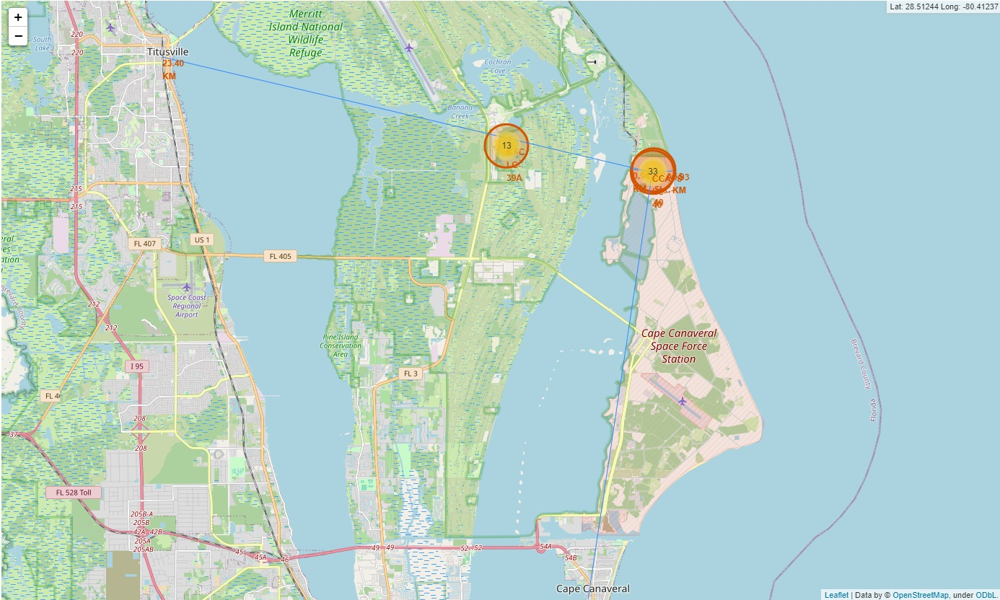 +
−
Lat: 28.51244 Long: -80.41237
Merritt
Island National
Wildlife
Refuge
220
220
South
Lake
Titusville
23.40
KM
Cochran
Cove
Banana
Creek
13
KSC
LC-
39A
33
CCAFS
KM
40
215
215
FL 407
US 1
FL 405
Space Coast
Regional
Airport
212
212
Brevard County
Pine Island
Conservation
Area
Cape Canaveral
Space Force
Station
I 95
FL 3
FL 4
Brevard County
Florida
208
208
37
FL 528 Toll
205B-A
205B
42A 42B
205A
205AB
45
45A
46
49 49
52 52
54A
54B
Cape Canaveral
Leaflet | Data by © OpenStreetMap, under ODbL.